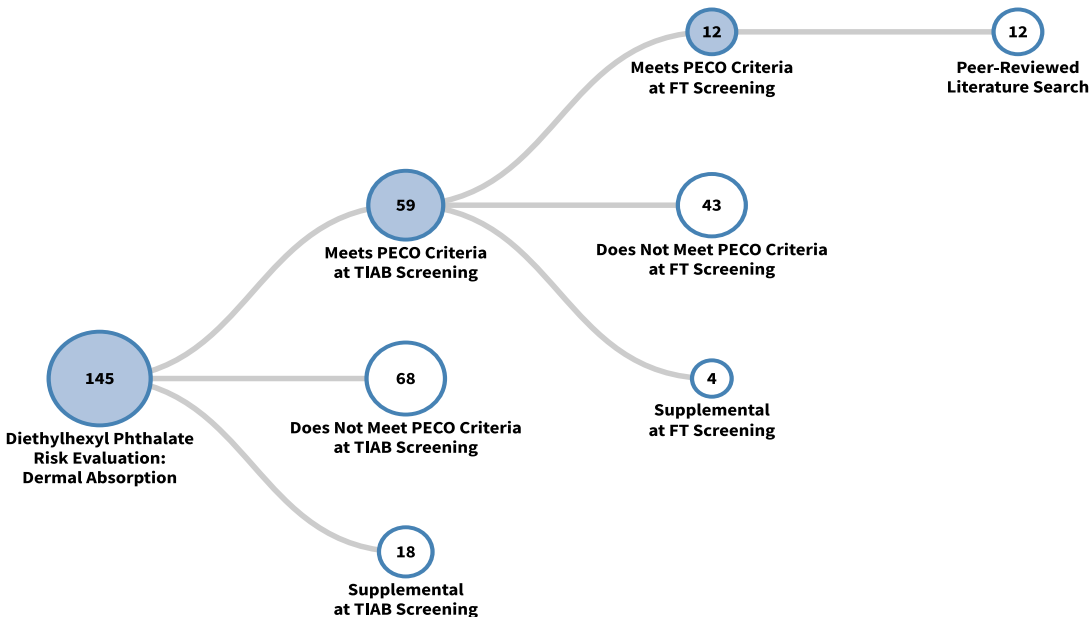 12
Meets PECO Criteria
at FT Screening
12
Peer-Reviewed
Literature Search
59
Meets PECO Criteria
at TIAB Screening
43
Does Not Meet PECO Criteria
at FT Screening
145
Diethylhexyl Phthalate
Risk Evaluation:
Dermal Absorption
68
Does Not Meet PECO Criteria
at TIAB Screening
4
Supplemental
at FT Screening
18
Supplemental
at TIAB Screening